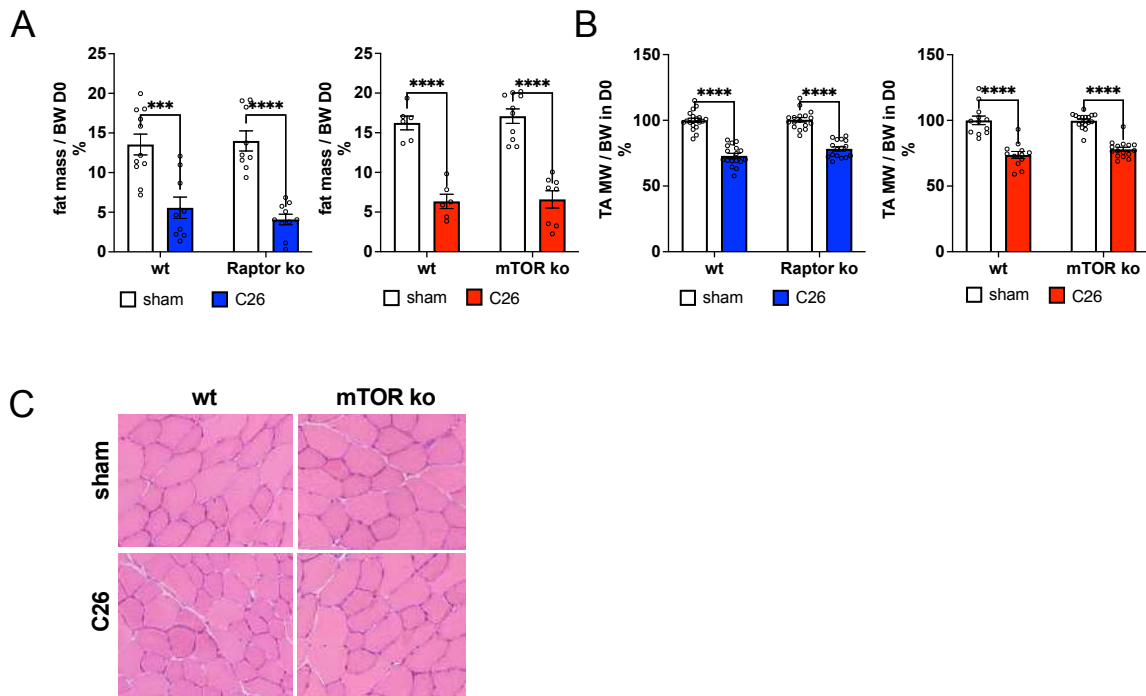 A
B
25
20
15
10
5
0
fat mass / BW D0
%
***
****
wt
Raptor ko
sham
C26
25
20
15
10
5
0
fat mass / BW D0
%
****
****
wt
mTOR ko
sham
C26
150
100
50
0
TA MW / BW in D0
%
****
****
wt
Raptor ko
sham
C26
150
100
50
0
TA MW / BW in D0
%
****
****
wt
mTOR ko
sham
C26
C
wt
mTOR ko
sham
C26